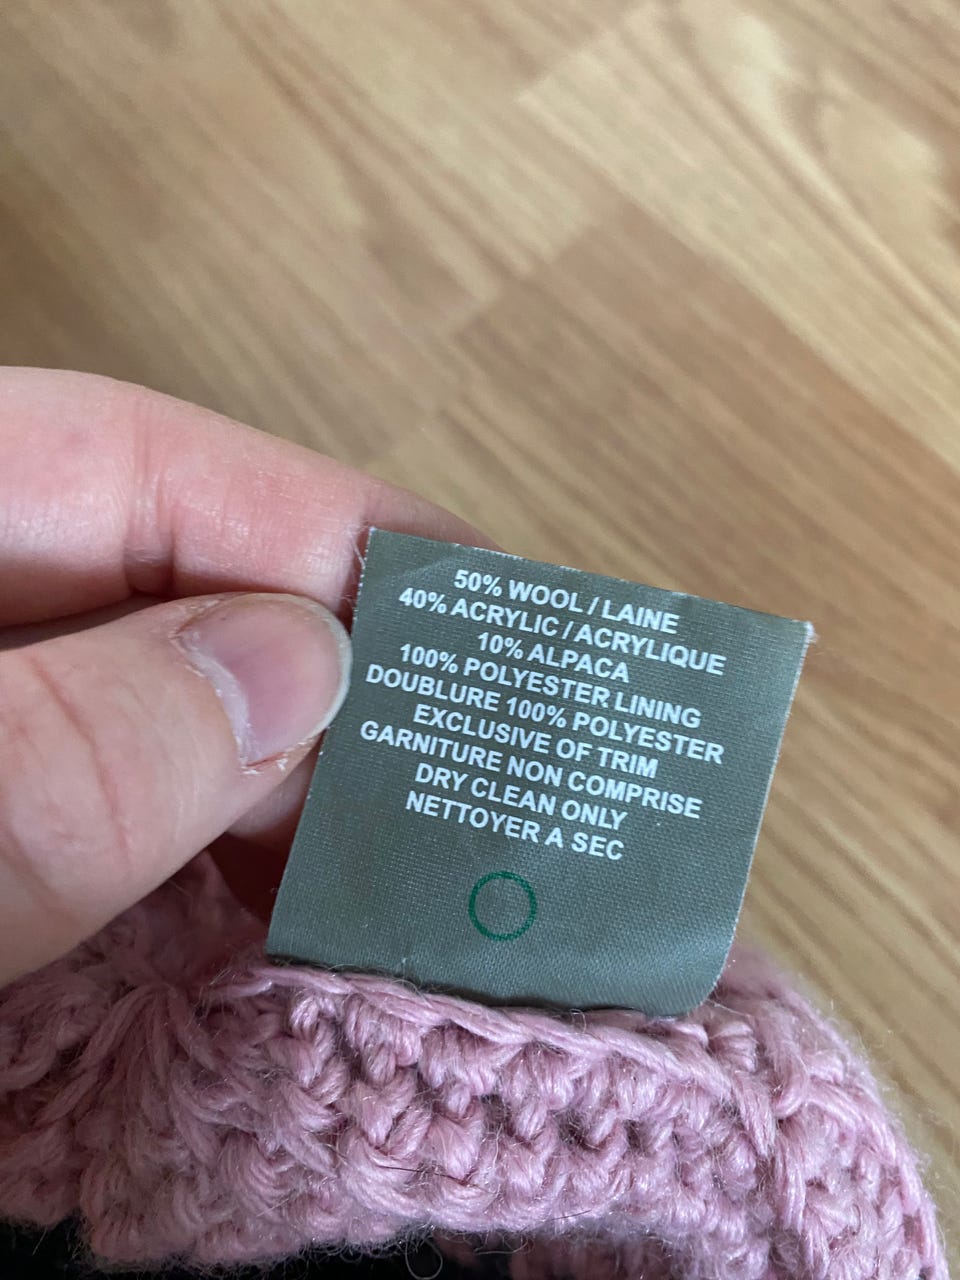 50% WOOL / LAINE
40% ACRYLIC / ACRYLIQUE
10% ALPACA
100% POLYESTER LINING
DOUBLURE 100% POLYESTER
EXCLUSIVE OF TRIM
GARNITURE NON COMPRISE
DRY CLEAN ONLY
NETTOYER A SEC